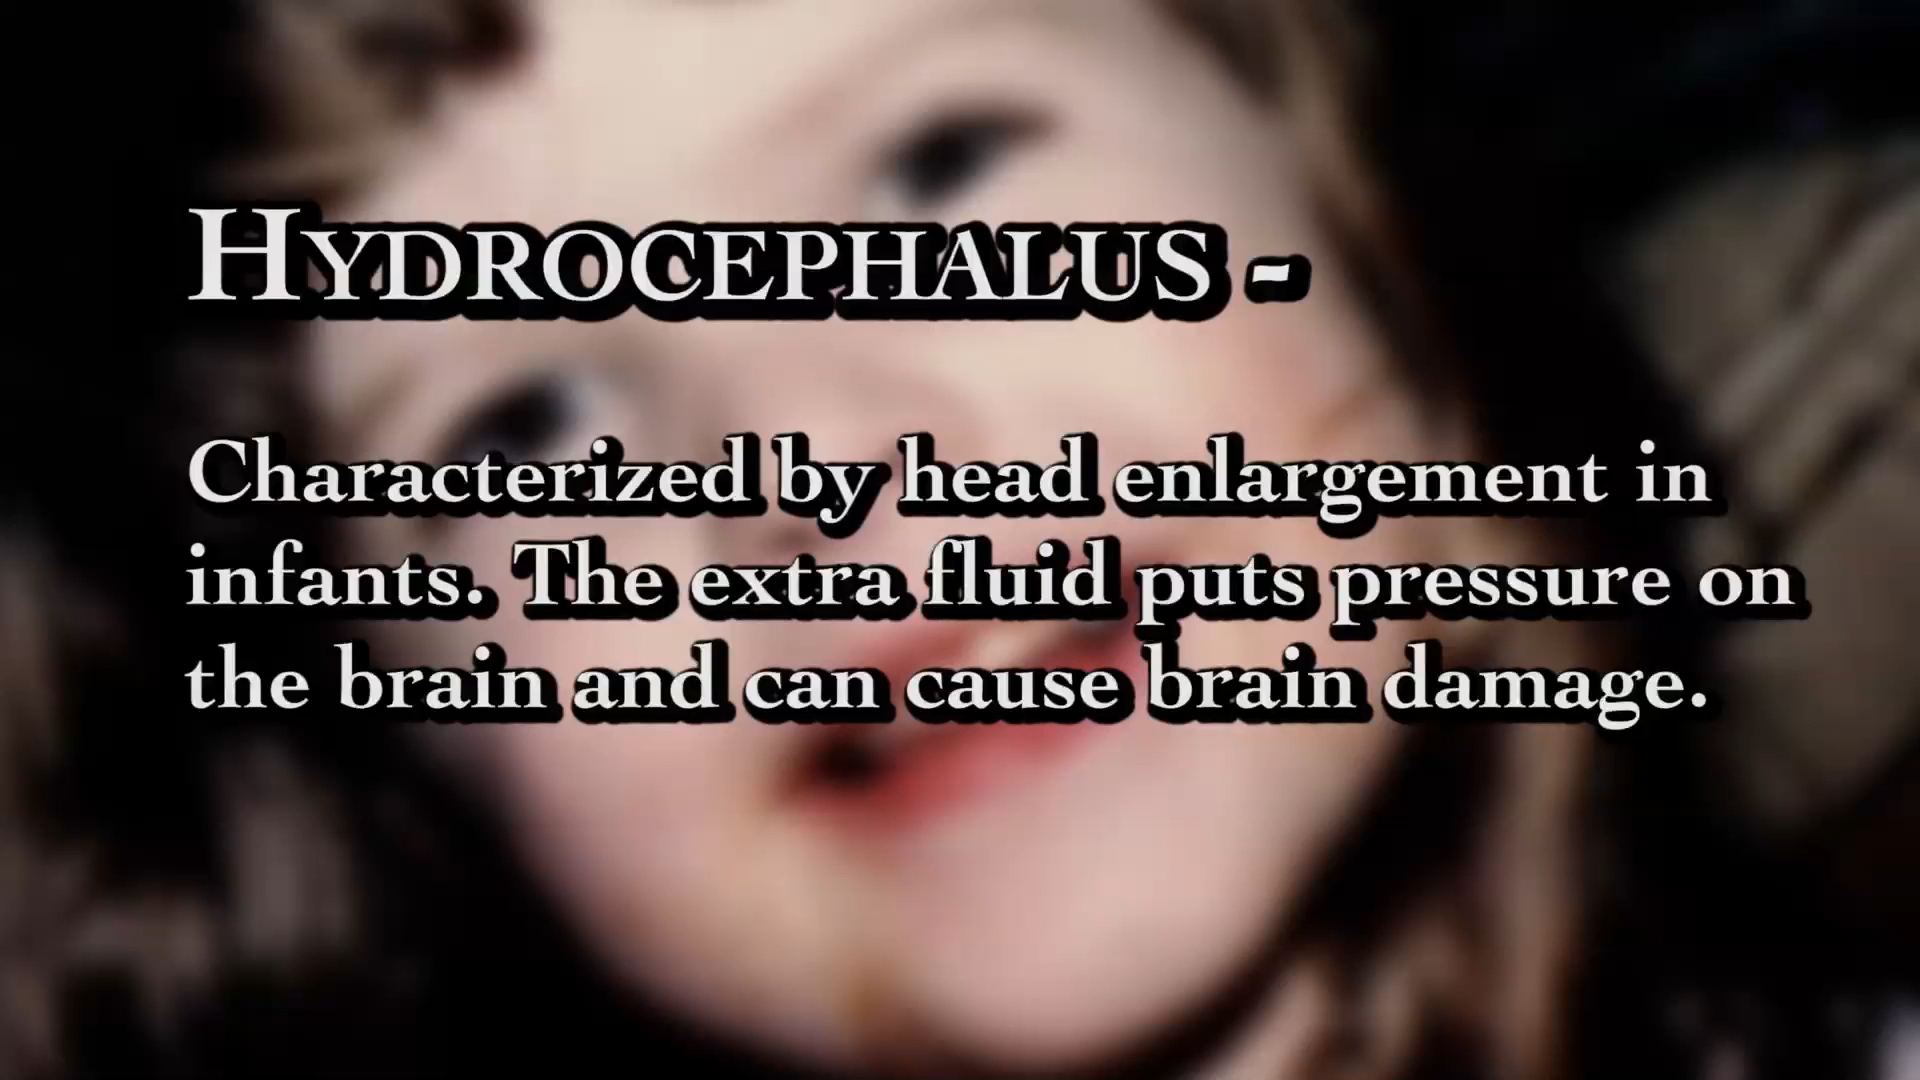 HYDROCEPHALUS -
Characterized by head enlargement in
infants. The extra fluid puts pressure on
the brain and can cause brain damage.